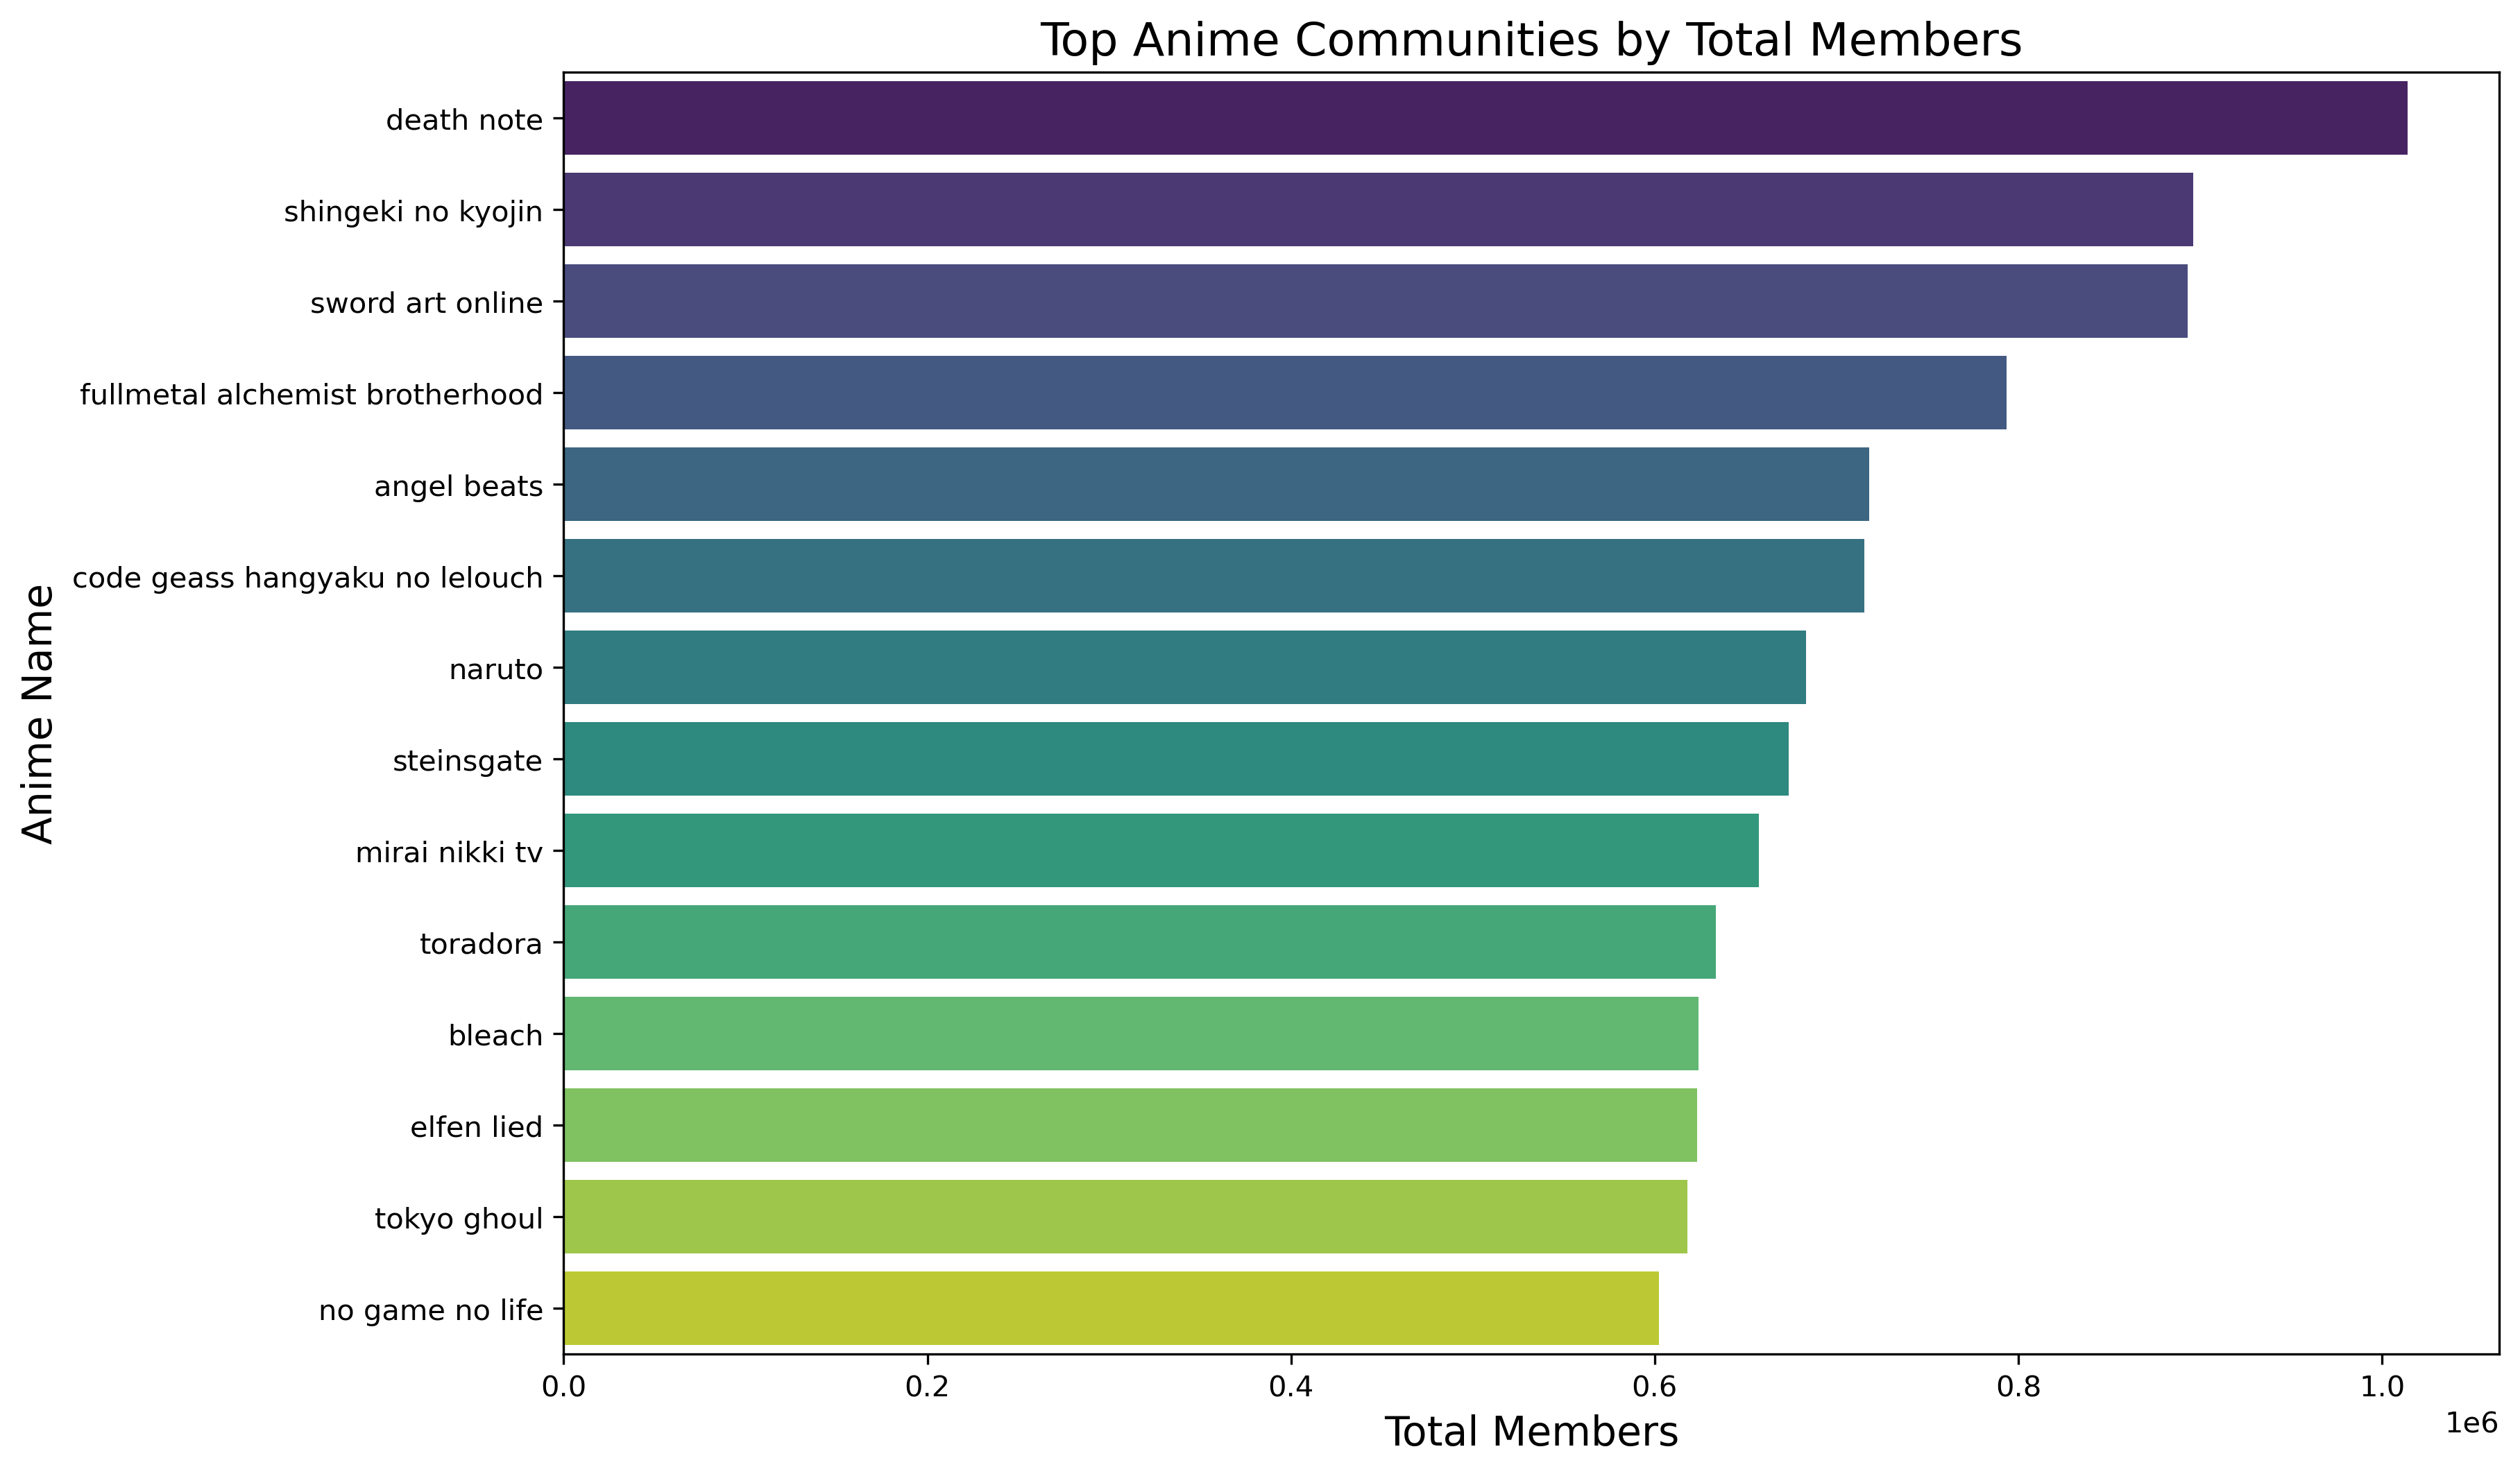 Top Anime Communities by Total Members
Anime Name
death note
shingeki no kyojin
sword art online
fullmetal alchemist brotherhood
angel beats
code geass hangyaku no lelouch
naruto
steinsgate
mirai nikki tv
toradora
bleach
elfen lied
tokyo ghoul
no game no life
0.0 0.2 0.4 0.6 0.8 1.0
1e6
Total Members